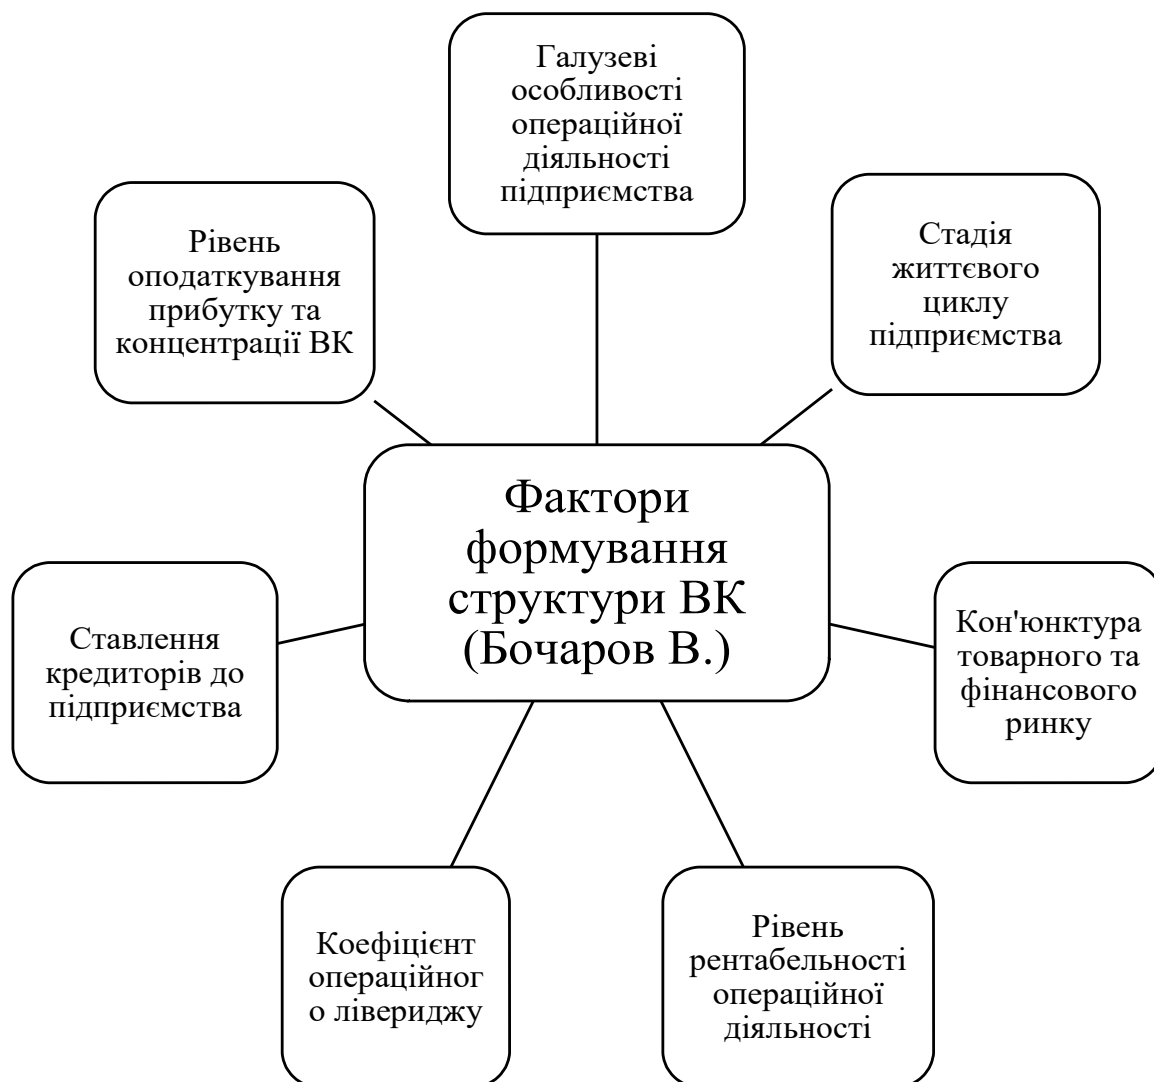 Галузеві
особливості
операційної
діяльності
підприємства
Рівень
оподаткування
прибутку та
концентрації ВК
Стадія
життєвого
циклу
підприємства
Фактори
формування
структури ВК
(Бочаров В.)
Ставлення
кредиторів до
підприємства
Кон'юнктура
товарного та
фінансового
ринку
Коефіцієнт
операційног
о лівериджу
Рівень
рентабельності
операційної
діяльності